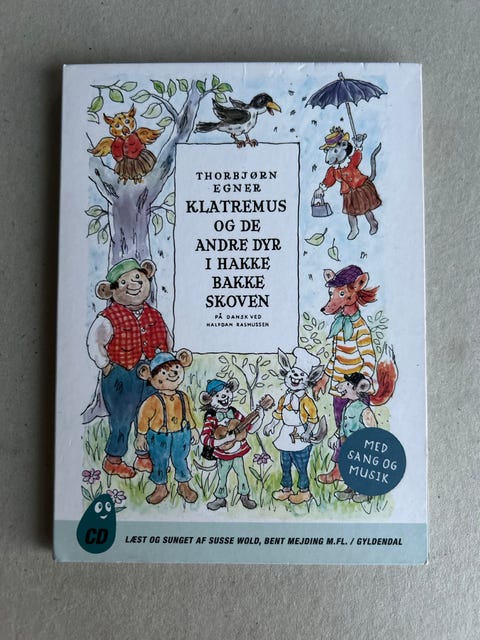 THORBJØRN
EGNER
KLATREMUS
OG DE
ANDRE DYR
I HAKKE
BAKKE
SKOVEN
PÅ DANSK VED
HALFDAN RASMUSSEN
MED
SANG OG
MUSIK
CD
LÆST OG SUNGET AF SUSSE WOLD, BENT MEJDING M.FL. / GYLDENDAL